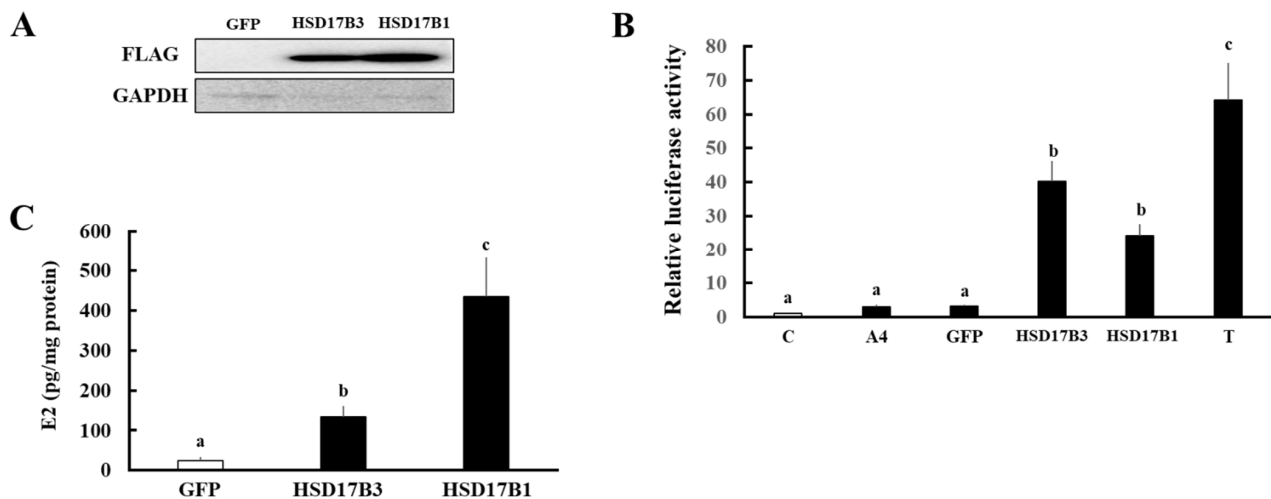 A
GFP HSD17B3 HSD17B1
FLAG
GAPDH
B
Relative luciferase activity
80
70
60
50
40
30
20
10
0
a
a
a
b
b
c
C A4 GFP HSD17B3 HSD17B1 T
C
E2 (pg/mg protein)
600
500
400
300
200
100
0
a
b
c
GFP HSD17B3 HSD17B1